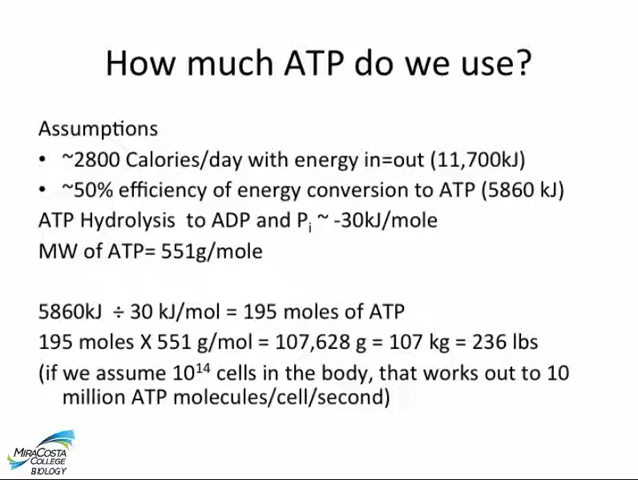 How much ATP do we use?
Assumptions
• ~2800 Calories/day with energy in=out (11,700kJ)
• ~50% efficiency of energy conversion to ATP (5860 kJ)
ATP Hydrolysis to ADP and Pi ~ -30kJ/mole
MW of ATP= 551g/mole
5860kJ ÷ 30 kJ/mol = 195 moles of ATP
195 moles X 551 g/mol = 107,628 g = 107 kg = 236 lbs
(if we assume 10¹⁴ cells in the body, that works out to 10
million ATP molecules/cell/second)
MIRACOSTA
COLLEGE
BIOLOGY